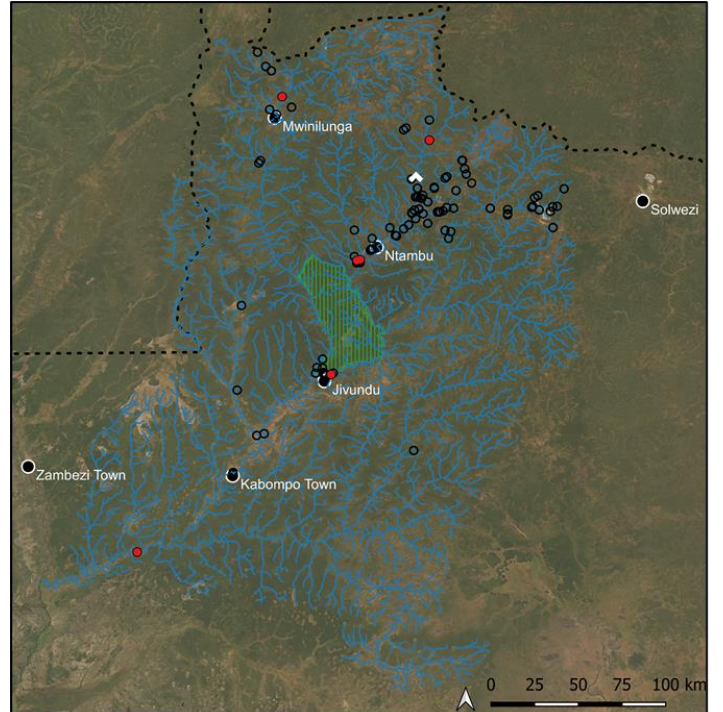 Mwinilunga
Solwezi
Ntambu
Jivundu
Zambezi Town
Kabompo Town
0 25 50 75 100 km